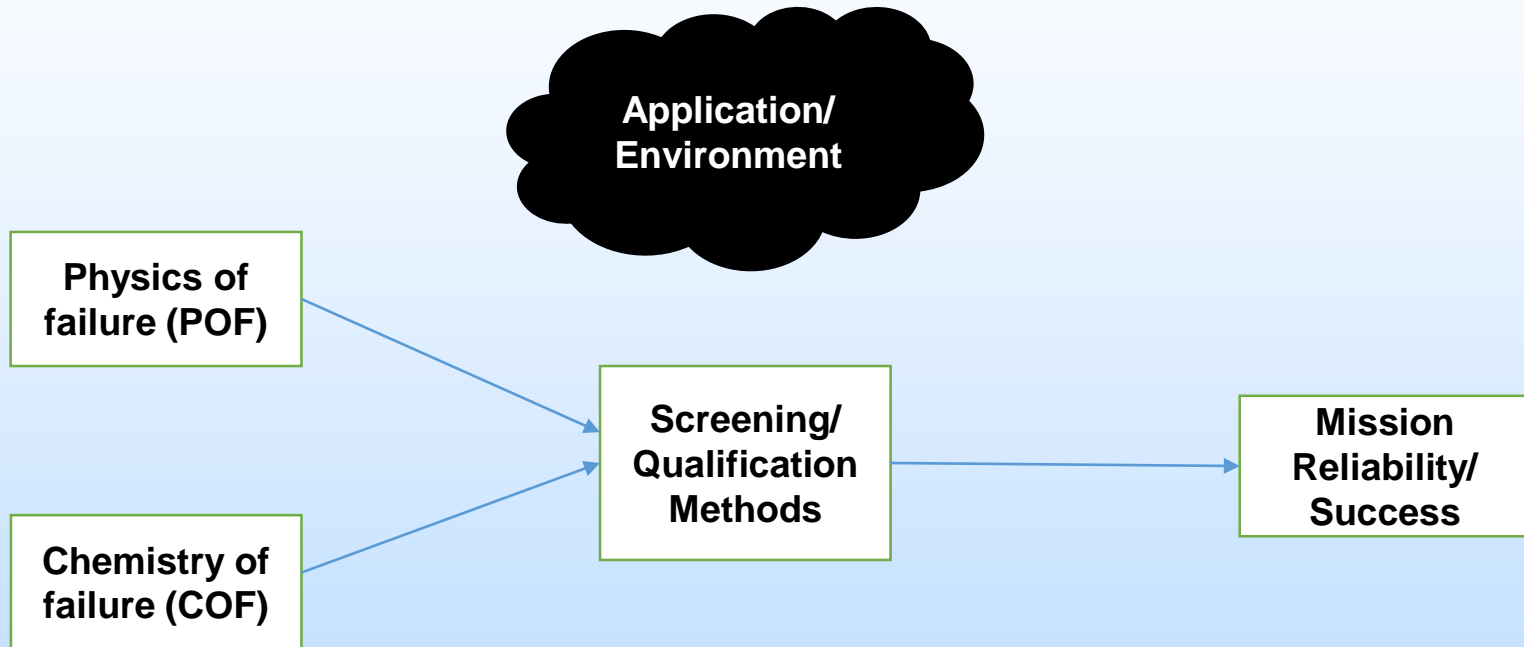 Application/
Environment
Physics of
failure (POF)
Screening/
Qualification
Methods
Mission
Reliability/
Success
Chemistry of
failure (COF)